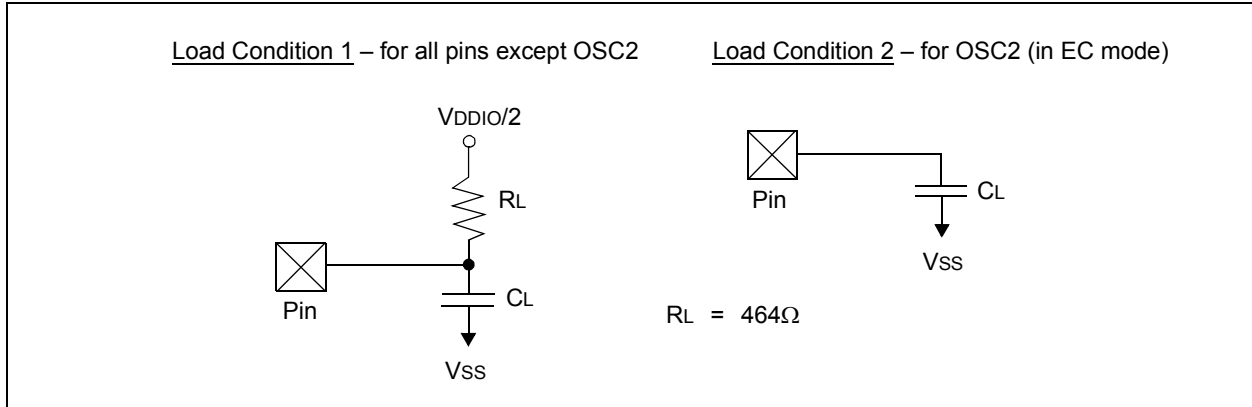 Load Condition 1 – for all pins except OSC2
VDDIO/2
RL
Pin
CL
VSS
Load Condition 2 – for OSC2 (in EC mode)
Pin
CL
VSS
RL = 464Ω